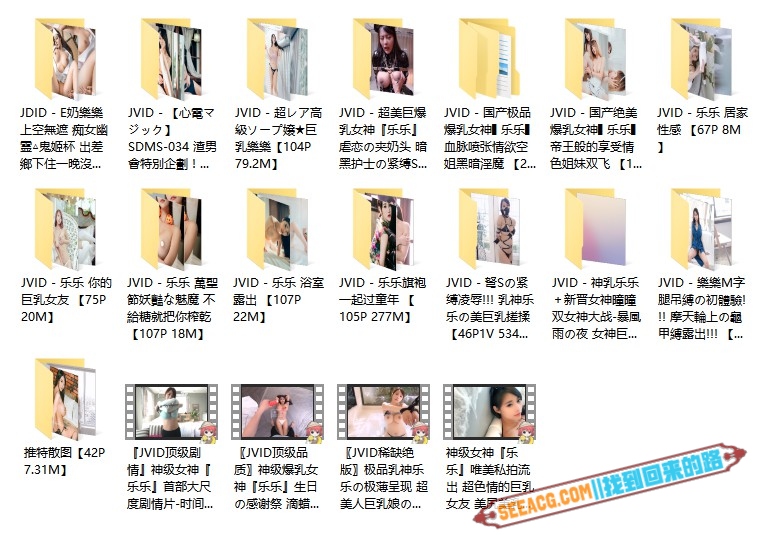 JDID - E奶樂樂
上空無遮 痴女幽
靈△鬼姬杯 出差
鄉下住一晚沒...
JVID - 【心電マ
ジック】
SDMS-034 渣男
會特別企劃！...
JVID - 超レア高
級ソープ嬢★巨
乳樂樂【104P
79.2M】
JVID - 超美巨爆
乳女神『乐乐』
虐恋の夹奶头 暗
黑护士の紧缚S...
JVID - 国产极品
爆乳女神▌乐乐▌
血脉喷张情欲空
姐黑暗淫魔 【2...
JVID - 国产绝美
爆乳女神▌乐乐▌
帝王般的享受情
色姐妹双飞 【1...
JVID - 乐乐 居家
性感 【67P 8M
】
JVID - 乐乐 你的
巨乳女友 【75P
20M】
JVID - 乐乐 萬聖
節妖豔な魅魔 不
給糖就把你榨乾
【107P 18M】
JVID - 乐乐 浴室
露出 【107P
22M】
JVID - 乐乐旗袍
一起过童年 【
105P 277M】
JVID - 弩Sの紧
缚凌辱!!! 乳神乐
乐の美巨乳搓揉
【46P1V 534...
JVID - 神乳乐乐
＋新晋女神瞳瞳
双女神大战-暴風
雨の夜 女神巨...
JVID - 樂樂M字
腿吊縛の初體驗!
!! 摩天輪上の龜
甲縛露出!!! 【...
推特散图【42P
7.31M】
『JVID顶级剧
情』神级女神『
乐乐』首部大尺
度剧情片-时间...
〖JVID顶级品
质〗神级爆乳女
神『乐乐』生日
の感谢祭 滴蜡...
〖JVID稀缺绝
版〗极品乳神乐
乐の极薄呈现 超
美人巨乳娘の...
神级女神『乐
乐』唯美私拍流
出 超色情的巨乳
女友 美尻
SEEACG.COM||找到回来的路